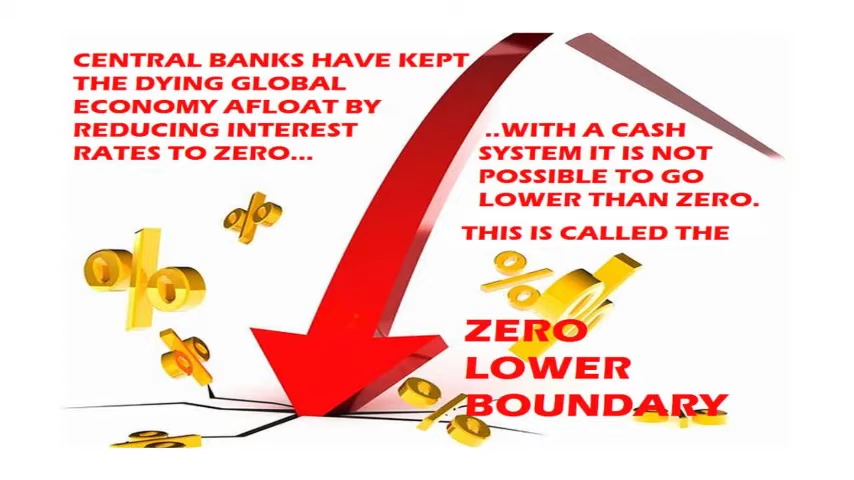 CENTRAL BANKS HAVE KEPT
THE DYING GLOBAL
ECONOMY AFLOAT BY
REDUCING INTEREST
RATES TO ZERO...
..WITH A CASH
SYSTEM IT IS NOT
POSSIBLE TO GO
LOWER THAN ZERO.
THIS IS CALLED THE
ZERO
LOWER
BOUNDARY